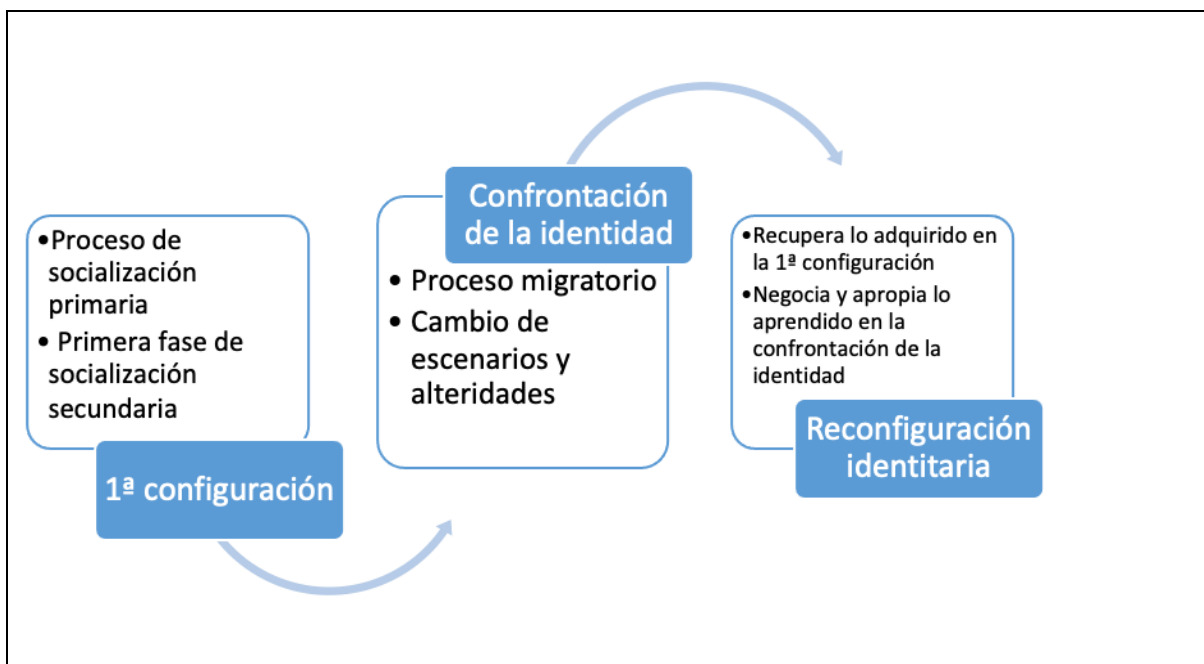 •Proceso de
socialización
primaria
• Primera fase de
socialización
secundaria
1ª configuración
Confrontación
de la identidad
• Proceso migratorio
• Cambio de
escenarios y
alteridades
•Recupera lo adquirido en
la 1ª configuración
•Negocia y apropia lo
aprendido en la
confrontación de la
identidad
Reconfiguración
identitaria